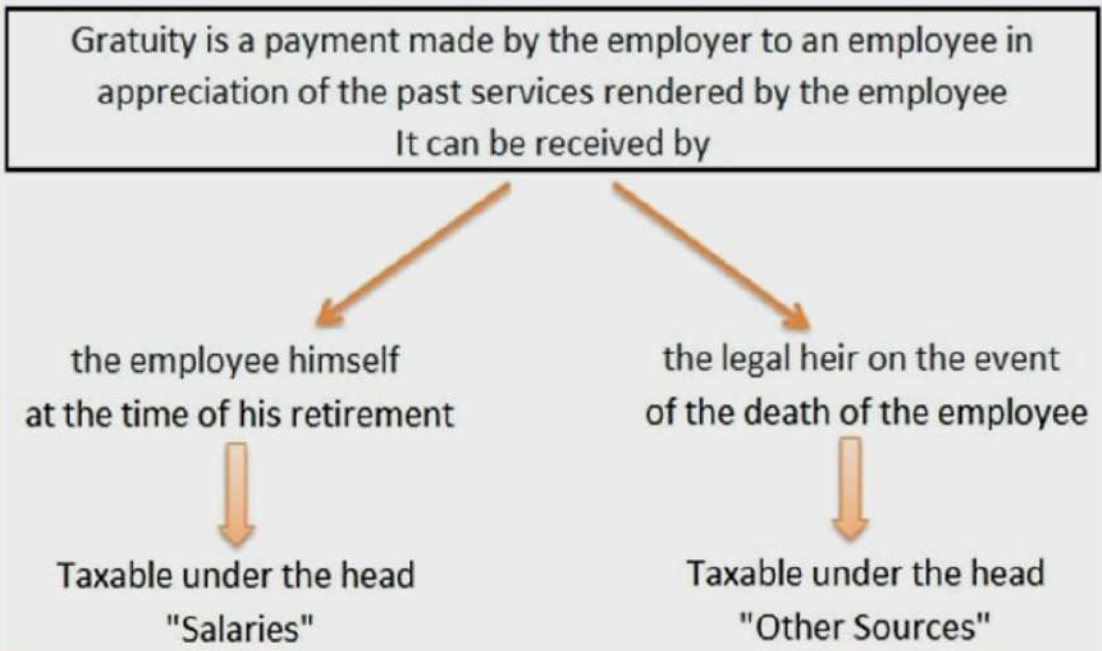 Gratuity is a payment made by the employer to an employee in
appreciation of the past services rendered by the employee
It can be received by
the employee himself
at the time of his retirement
Taxable under the head
"Salaries"
the legal heir on the event
of the death of the employee
Taxable under the head
"Other Sources"